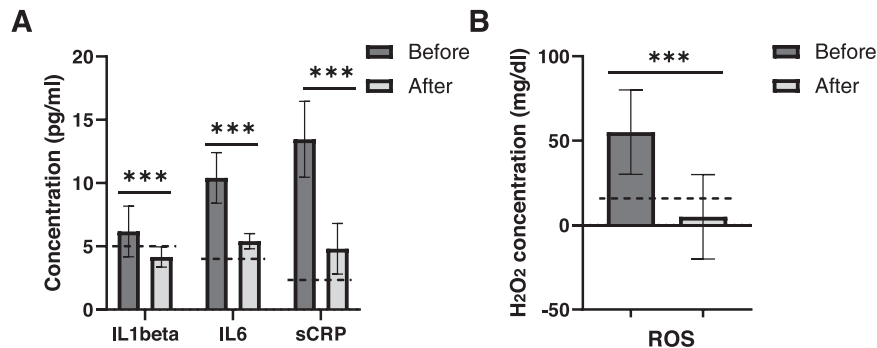 A
Before
After
Concentration (pg/ml)
20
15
10
5
0
***
***
***
IL1beta
IL6
sCRP
B
Before
After
H2O2 concentration (mg/dl)
100
50
0
-50
***
ROS